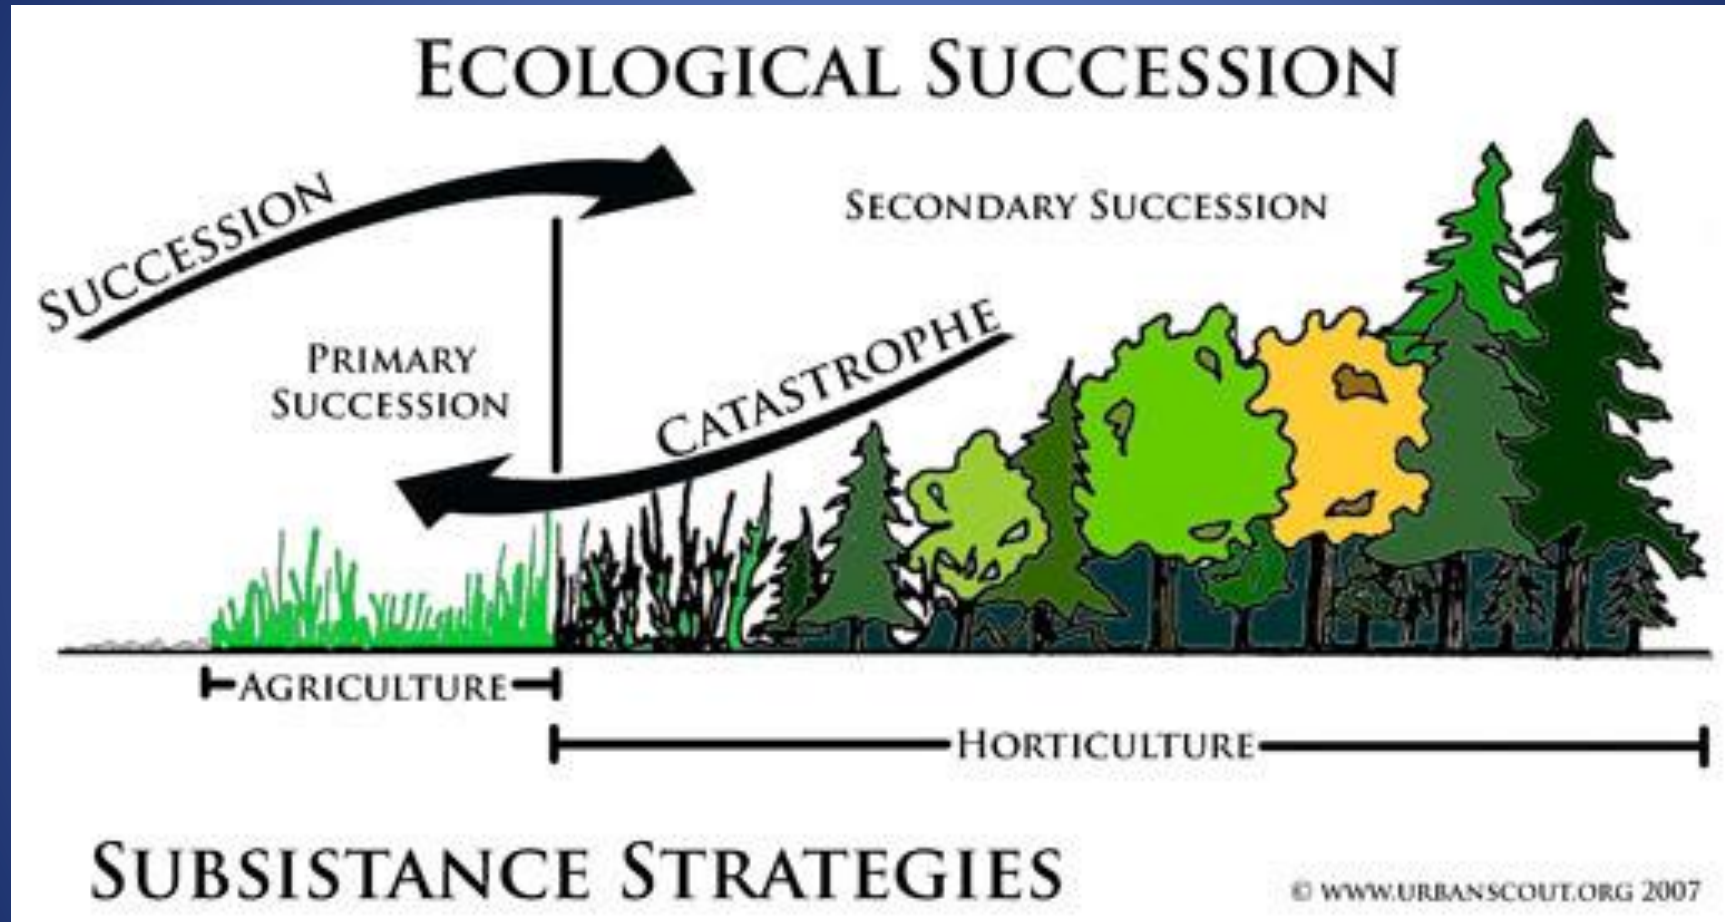 ECOLOGICAL SUCCESSION
SUCCESSION
SECONDARY SUCCESSION
PRIMARY
SUCCESSION
CATASTROPHE
AGRICULTURE
HORTICULTURE
SUBSISTANCE STRATEGIES
© WWW.URBANSCOUT.ORG 2007